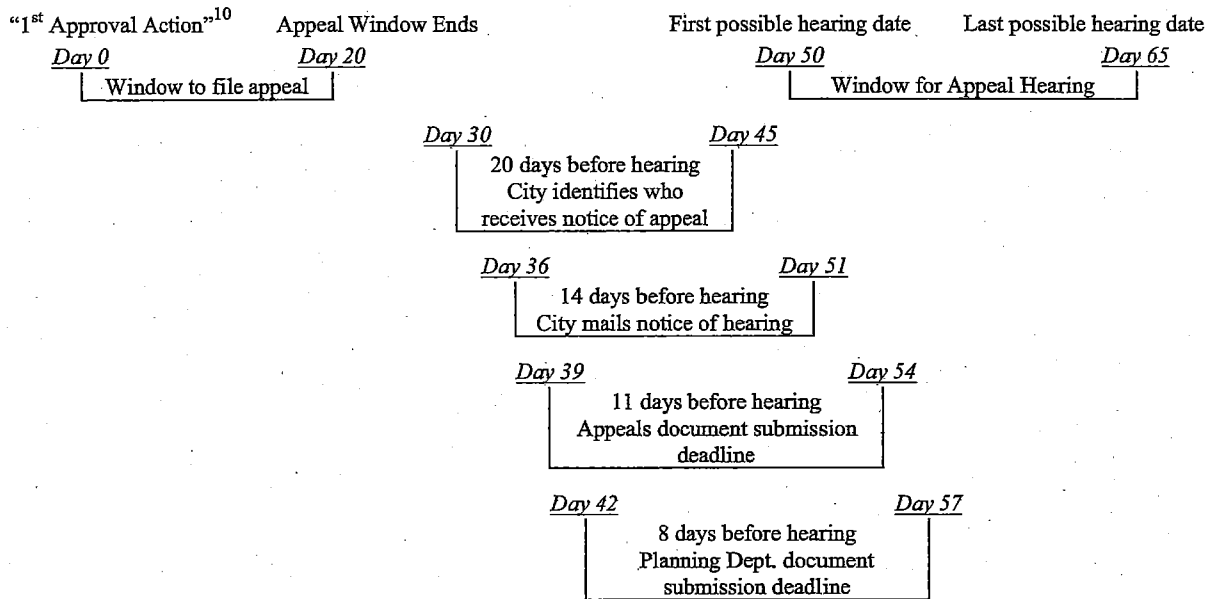 “1st Approval Action”10 Appeal Window Ends First possible hearing date Last possible hearing date
Day 0 Day 20 Day 50 Day 65
Window to file appeal Window for Appeal Hearing
Day 30 Day 45
20 days before hearing
City identifies who
receives notice of appeal
Day 36 Day 51
14 days before hearing
City mails notice of hearing
Day 39 Day 54
11 days before hearing
Appeals document submission
deadline
Day 42 Day 57
8 days before hearing
Planning Dept. document
submission deadline